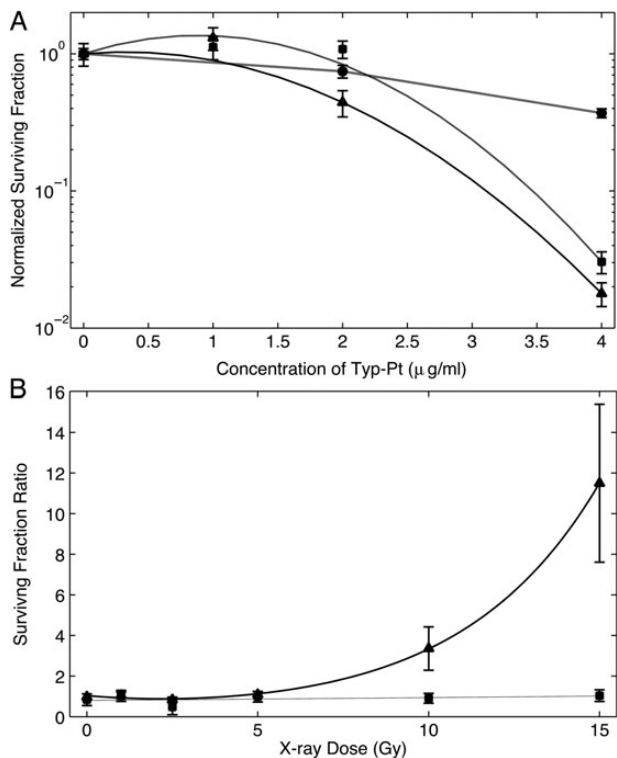 A
Normalized Surviving Fraction
10^0
10^-1
10^-2
0 0.5 1 1.5 2 2.5 3 3.5 4
Concentration of Typ-Pt (μ g/ml)
B
Survivng Fraction Ratio
16
14
12
10
8
6
4
2
0
0 5 10 15
X-ray Dose (Gy)